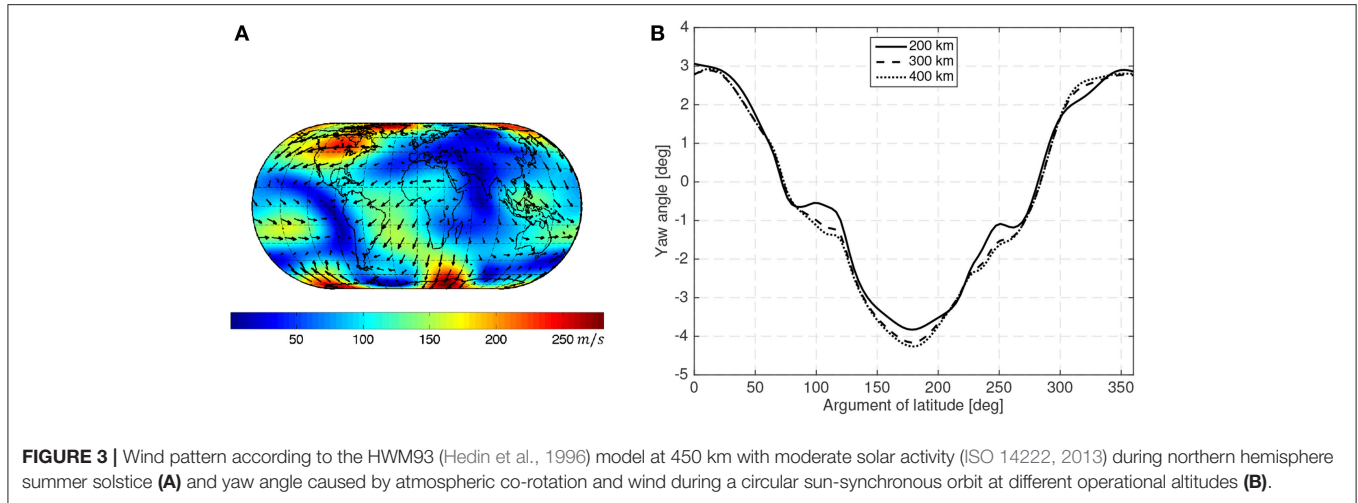 A
50 100 150 200 250 m/s
B
200 km
300 km
400 km
Yaw angle [deg]
4
3
2
1
0
-1
-2
-3
-4
-5
0 50 100 150 200 250 300 350
Argument of latitude [deg]
FIGURE 3 | Wind pattern according to the HWM93 (Hedin et al., 1996) model at 450 km with moderate solar activity (ISO 14222, 2013) during northern hemisphere
summer solstice (A) and yaw angle caused by atmospheric co-rotation and wind during a circular sun-synchronous orbit at different operational altitudes (B).